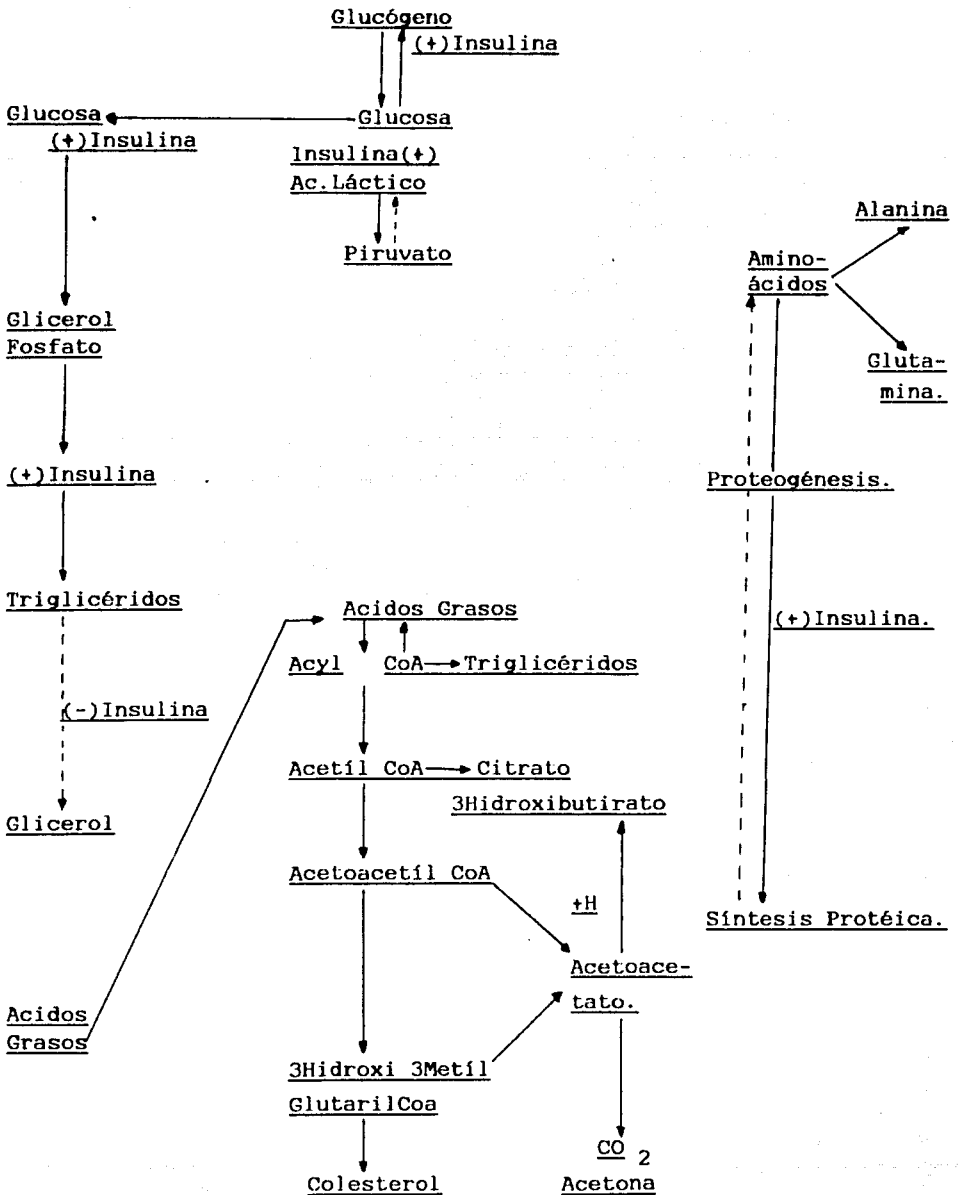 Glucógeno
(+)Insulina
Glucosa
Glucosa
(+)Insulina
Insulina(+)
Ac.Láctico
Piruvato
Alanina
Amino-
ácidos
Gluta-
mina.
Glicerol
Fosfato
(+)Insulina
Proteogénesis.
Triglicéridos
Acidos Grasos
(+)Insulina.
Acyl CoA Triglicéridos
(-)Insulina
Acetíl CoA Citrato
3Hidroxibutirato
Glicerol
Acetoacetíl CoA
+H
Síntesis Protéica.
Acetoace-
tato.
Acidos
Grasos
3Hidroxi 3Metíl
GlutarilCoa
CO 2
Colesterol
Acetona